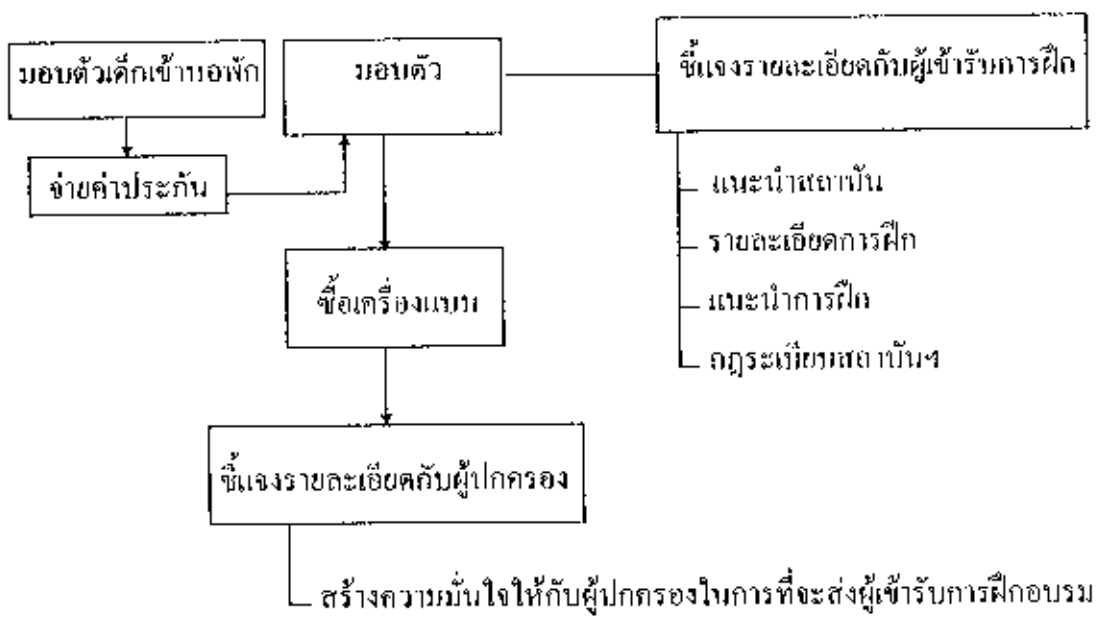 มอบตัวเด็กเข้าหอพัก
มอบตัว
ชี้แจงรายละเอียดกับผู้เข้ารับการฝึก
จ่ายค่าประกัน
แนะนำสถาบัน
รายละเอียดการฝึก
ซื้อเครื่องแบบ
แนะนำการฝึก
กฎระเบียบสถาบันฯ
ชี้แจงรายละเอียดกับผู้ปกครอง
สร้างความมั่นใจให้กับผู้ปกครองในการที่จะส่งผู้เข้ารับการฝึกอบรม